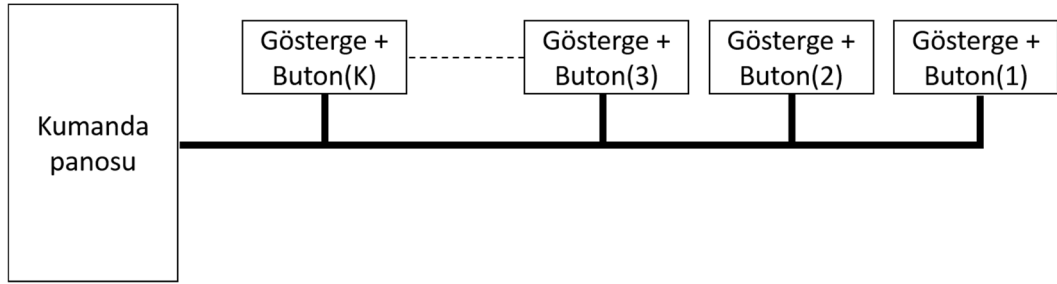 Kumanda
panosu
Gösterge +
Buton(K)
Gösterge +
Buton(3)
Gösterge +
Buton(2)
Gösterge +
Buton(1)